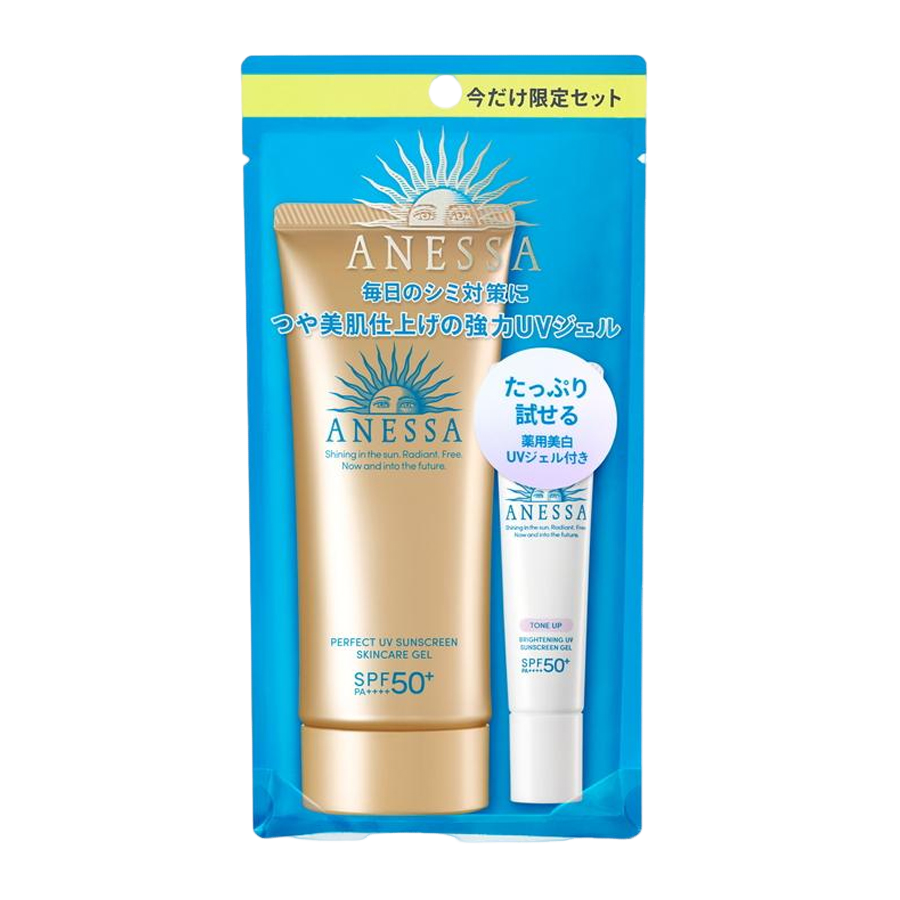 今だけ限定セット
ANESSA
毎日のシミ対策に
つや美肌仕上げの強力UVジェル
ANESSA
Shining in the sun. Radiant. Free.
Now and into the future.
PERFECT UV SUNSCREEN
SKINCARE GEL
SPF50+
PA++++
たっぷり
試せる
薬用美白
UVジェル付き
ANESSA
Shining in the sun. Radiant. Free.
Now and into the future.
TONE UP
BRIGHTENING UV
SUNSCREEN GEL
SPF50+
PA++++